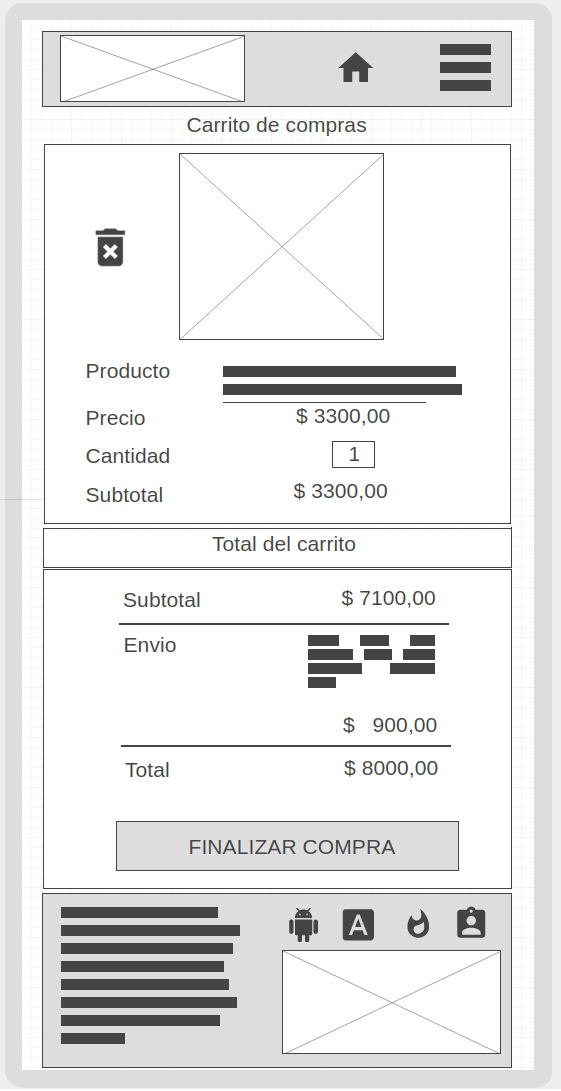 Carrito de compras
Producto
Precio $ 3300,00
Cantidad 1
Subtotal $ 3300,00
Total del carrito
Subtotal $ 7100,00
Envio
$ 900,00
Total $ 8000,00
FINALIZAR COMPRA
A